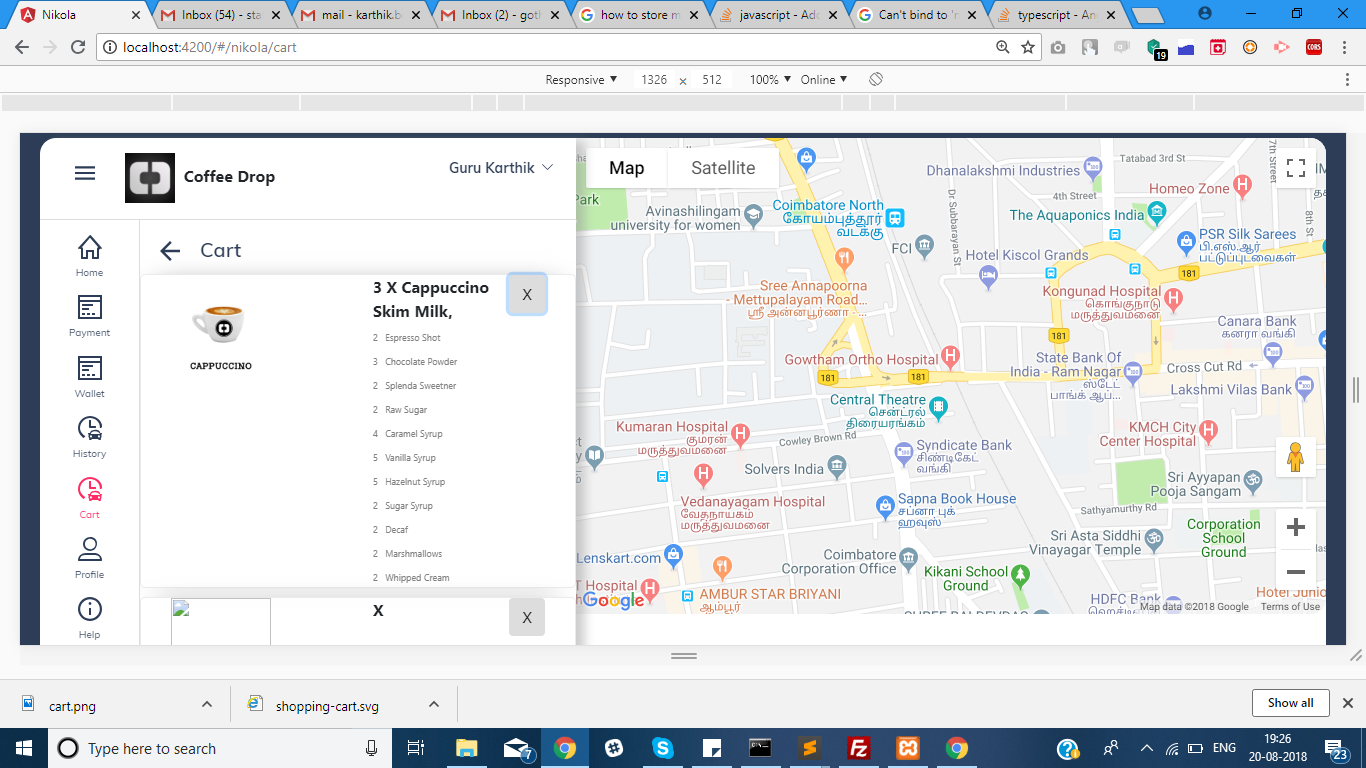 Nikola
Inbox (54) - sta
mail - karthik.b
Inbox (2) - goth
how to store m
javascript - Ad
Can't bind to '
typescript - An
localhost:4200/#/nikola/cart
19
CORS
Responsive
1326
×
512
100%
Online
Coffee Drop
Guru Karthik
Home
Payment
Wallet
History
Cart
Profile
Help
Cart
CAPPUCCINO
3 X Cappuccino
Skim Milk,
X
2 Espresso Shot
3 Chocolate Powder
2 Splenda Sweetner
2 Raw Sugar
4 Caramel Syrup
5 Vanilla Syrup
5 Hazelnut Syrup
2 Sugar Syrup
2 Decaf
2 Marshmallows
2 Whipped Cream
X
X
Map
Satellite
Park
Avinashilingam
university for women
Coimbatore North
கோயம்புத்தூர்
வடக்கு
FCI
Dr Subbarayan St
Dhanalakshmi Industries
Tatabad 3rd St
4th Street
7th Street
8th St
Homeo Zone
The Aquaponics India
PSR Silk Sarees
பி.எஸ்.ஆர்
பட்டுப்புடவைகள்
Hotel Kiscol Grands
181
Sree Annapoorna
- Mettupalayam Road...
ஸ்ரீ அன்னபூர்ணா -...
Kongunad Hospital
கொங்குநாடு
மருத்துவமனை
Canara Bank
கனரா வங்கி
181
Gowtham Ortho Hospital
State Bank Of
India - Ram Nagar
ஸ்டேட்
பாங்க் ஆப்...
Cross Cut Rd
181
181
Lakshmi Vilas Bank
Central Theatre
சென்ட்ரல்
திரையரங்கம்
Kumaran Hospital
குமரன்
மருத்துவமனை
Cowley Brown Rd
KMCH City
Center Hospital
Syndicate Bank
சிண்டிகேட்
வங்கி
Solvers India
Sri Ayyapan
Pooja Sangam
Vedanayagam Hospital
வேதநாயகம்
மருத்துவமனை
Sapna Book House
சப்னா புக்
ஹவுஸ்
Sathyamurthy Rd
Corporation
School
Ground
Sri Asta Siddhi
Vinayagar Temple
Lenskart.com
Coimbatore
Corporation Office
Kikani School
Ground
T Hospital
AMBUR STAR BRIYANI
ஆம்பூர்
HDFC Bank
Hotel Junio
Google
Map data ©2018 Google
Terms of Use
cart.png
shopping-cart.svg
Show all
Type here to search
7
ENG
19:26
20-08-2018
23